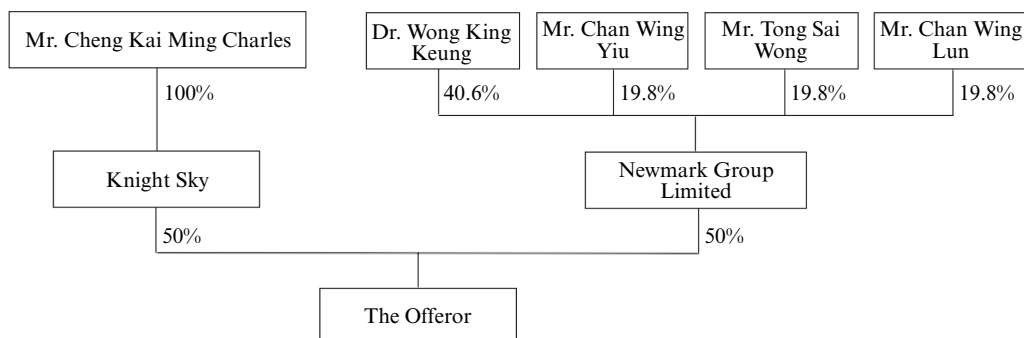 Mr. Cheng Kai Ming Charles
Dr. Wong King
Keung
Mr. Chan Wing
Yiu
Mr. Tong Sai
Wong
Mr. Chan Wing
Lun
100%
40.6%
19.8%
19.8%
19.8%
Knight Sky
Newmark Group
Limited
50%
50%
The Offeror